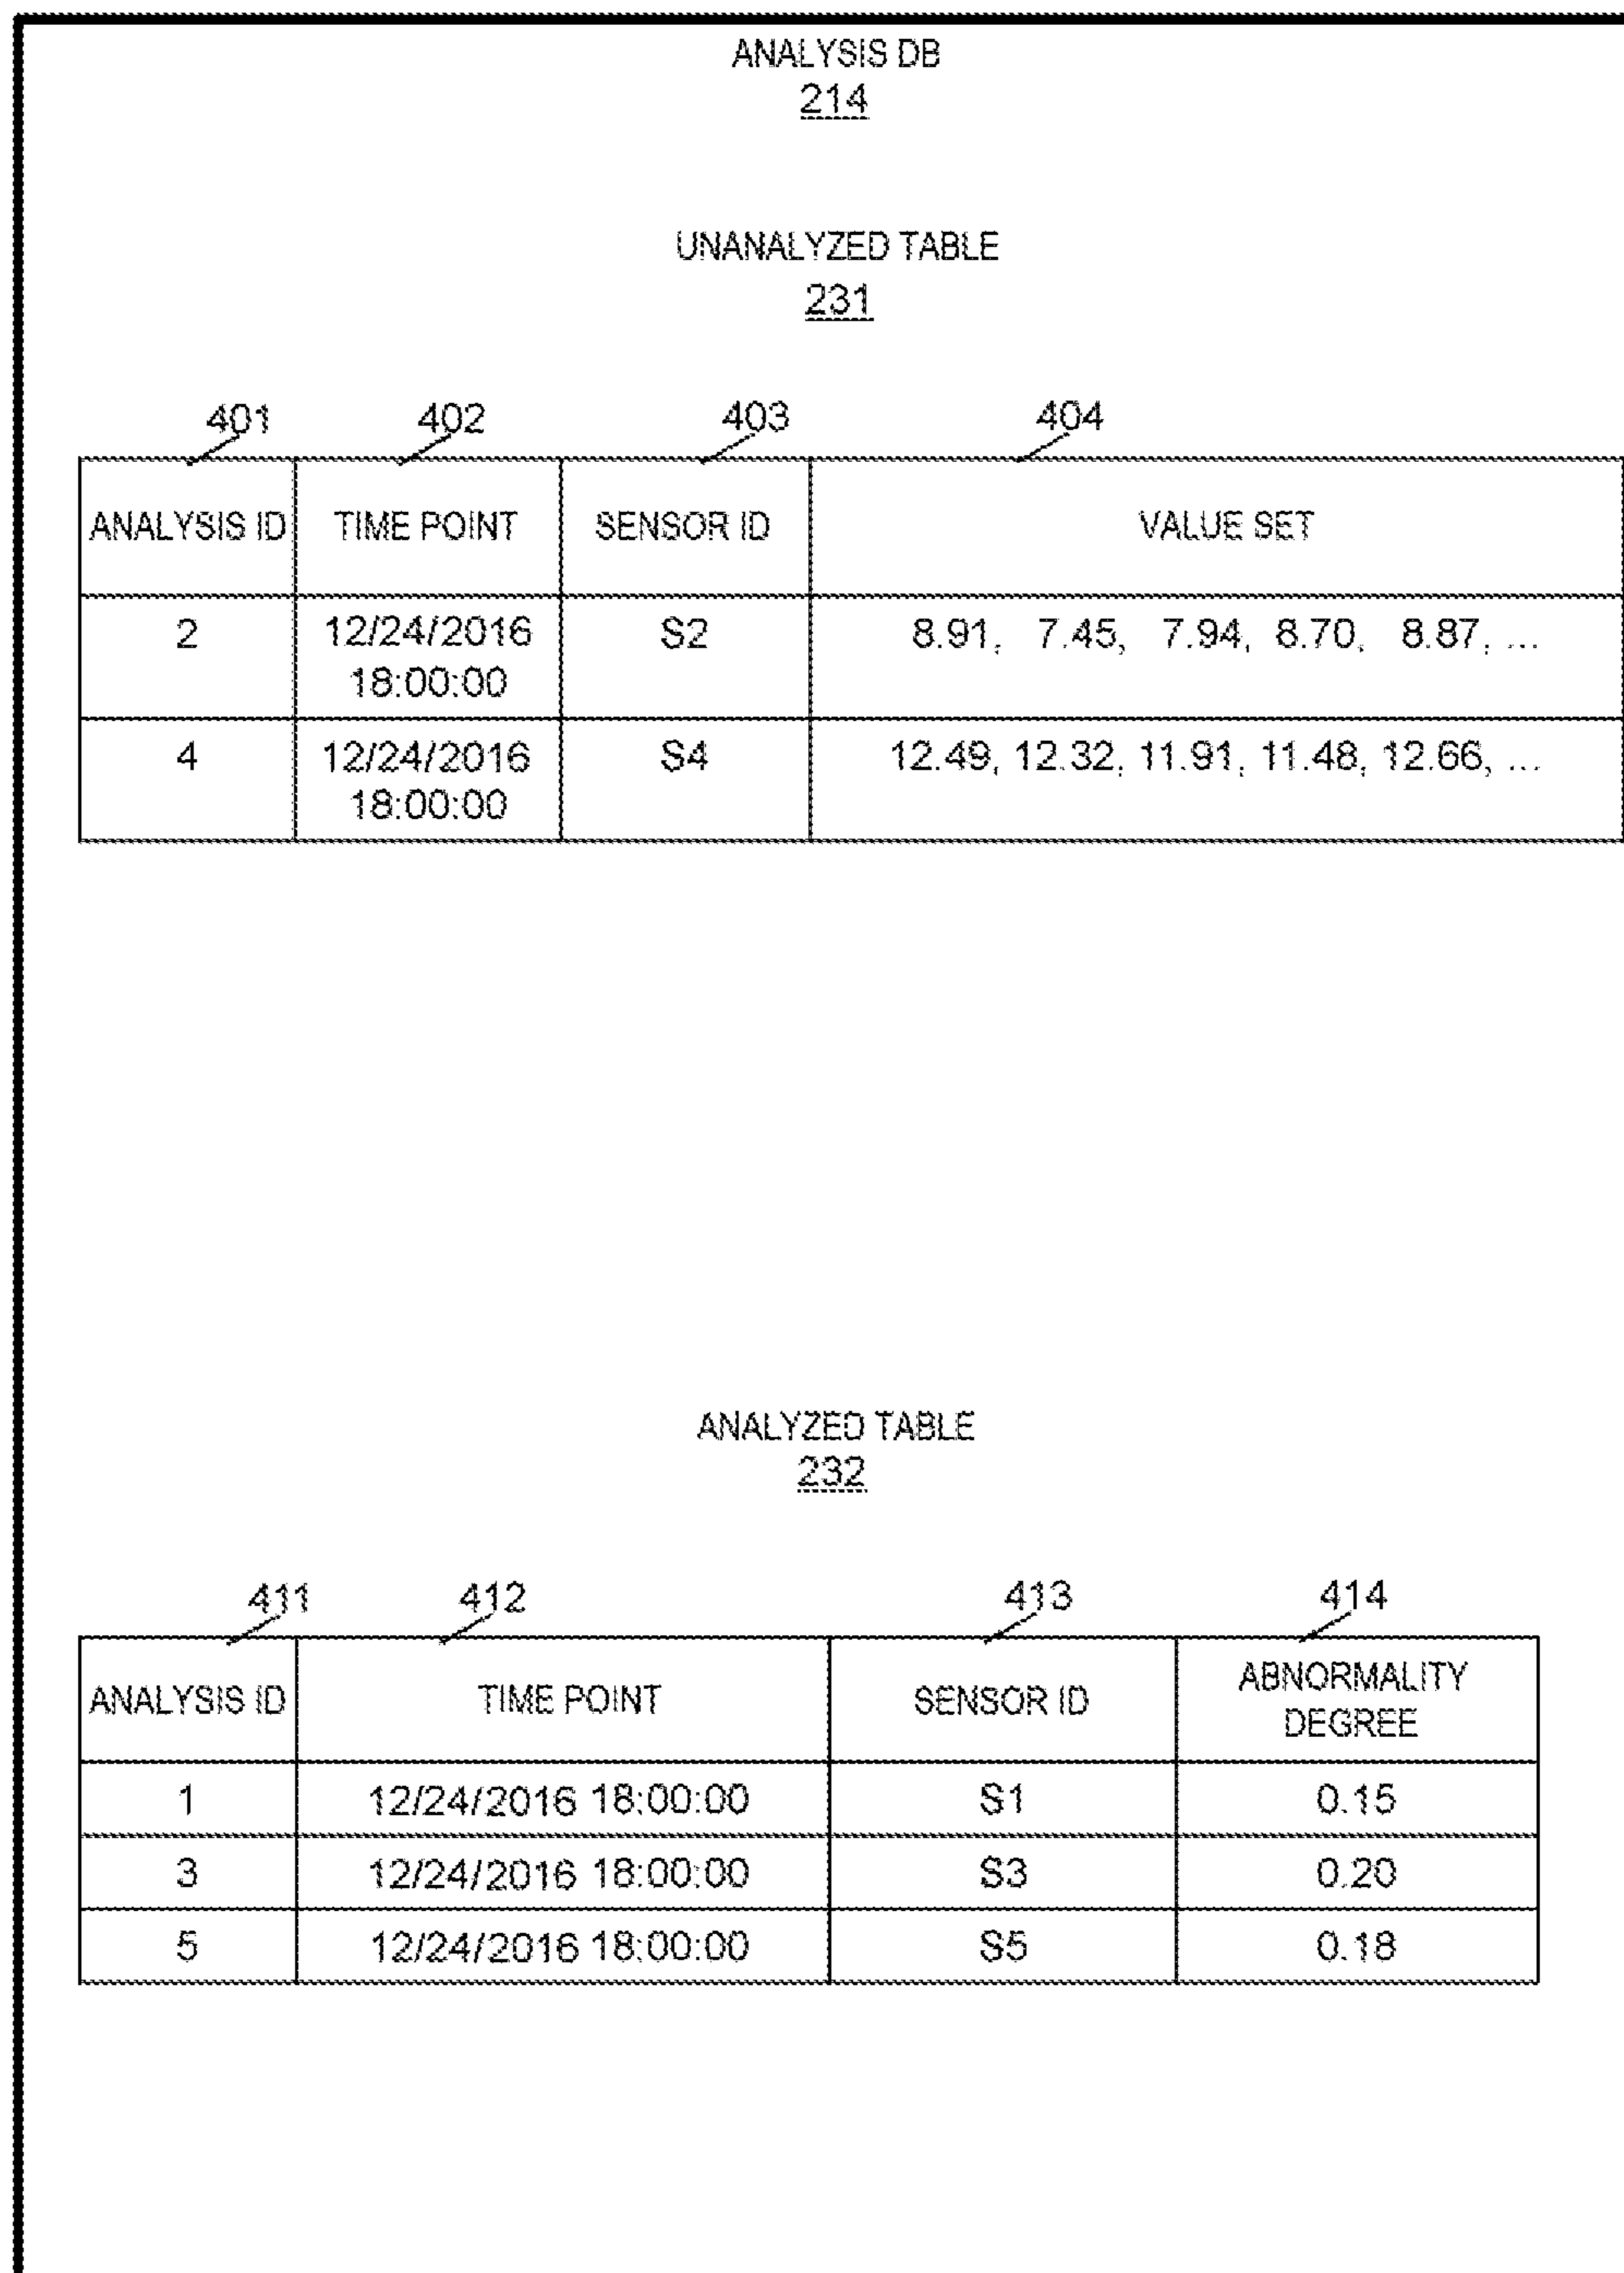 ANALYSIS DB
214
UNANALYZED TABLE
231
401 402 403 404
ANALYSIS ID TIME POINT SENSOR ID VALUE SET
2 12/24/2016 S2 8.91, 7.45, 7.94, 8.70, 8.87, ...
18:00:00
4 12/24/2016 S4 12.49, 12.32, 11.91, 11.48, 12.66, ...
18:00:00
ANALYZED TABLE
232
411 412 413 414
ANALYSIS ID TIME POINT SENSOR ID ABNORMALITY
DEGREE
1 12/24/2016 18:00:00 S1 0.15
3 12/24/2016 18:00:00 S3 0.20
5 12/24/2016 18:00:00 S5 0.18